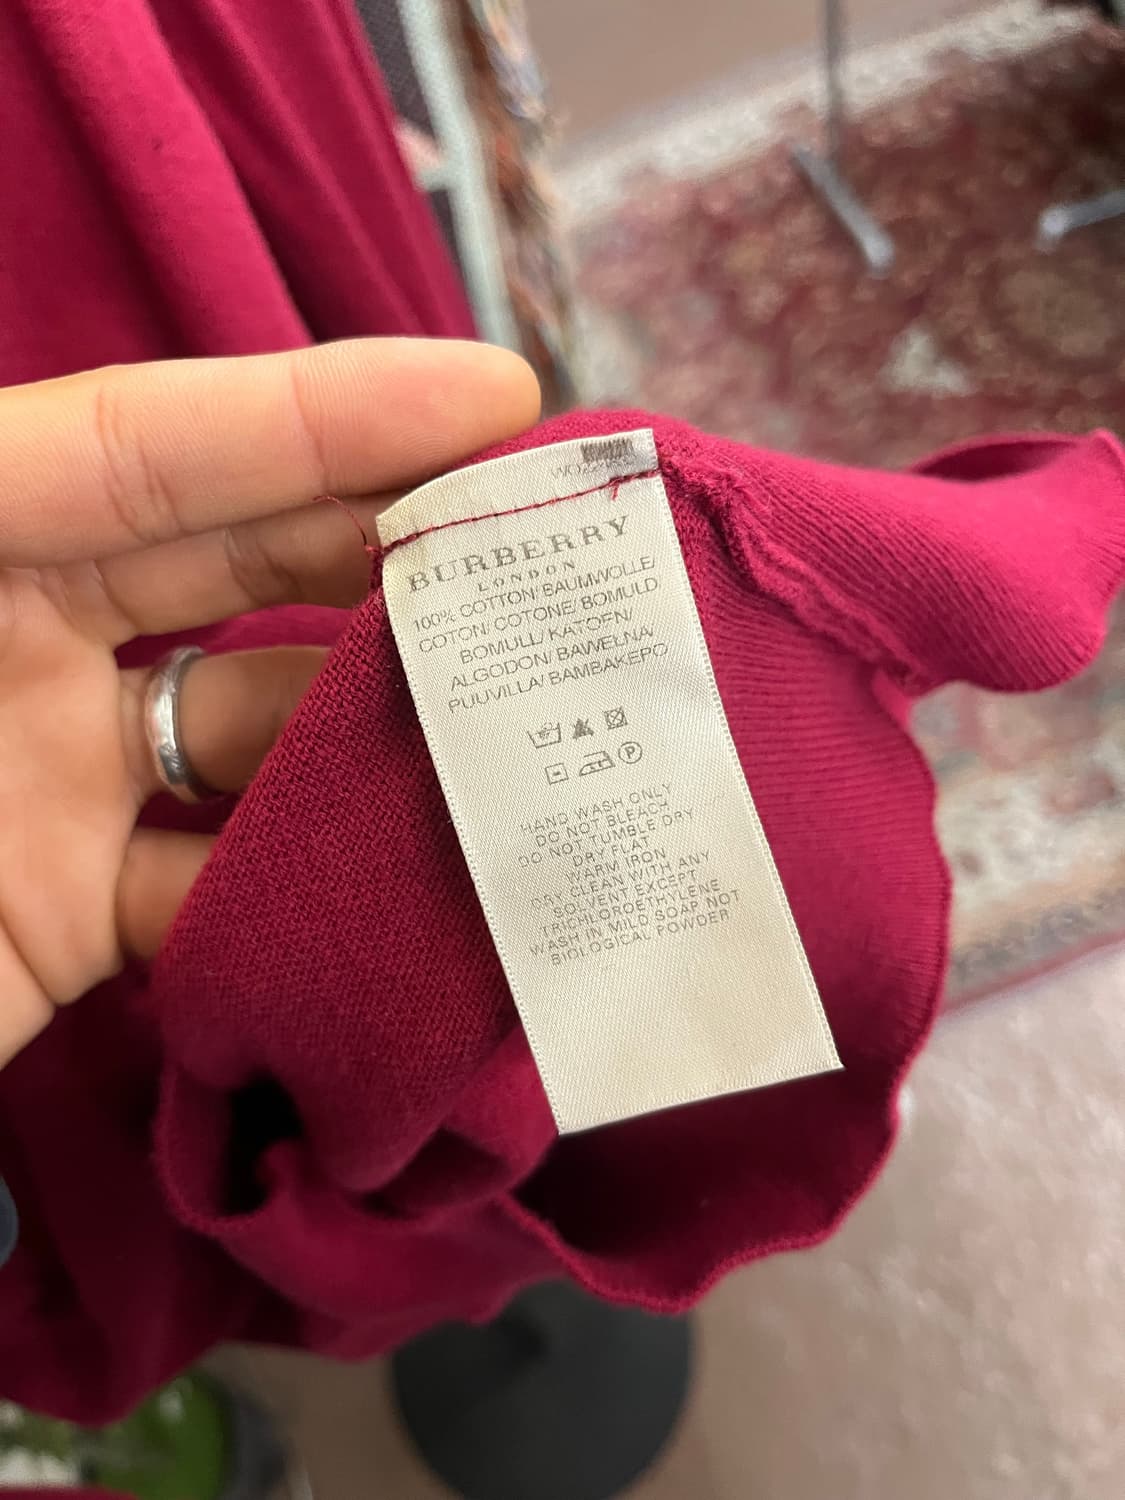 BURBERRY
LONDON
100% COTTON/ BAUMWOLLE/
COTON/ COTONE/ BOMULD/
BOMULL/ KATOEN/
ALGODON/ BAWELNA/
PUUVILLA/ BAMBAKEPO
P
HAND WASH ONLY
DO NOT BLEACH
DO NOT TUMBLE DRY
DRY FLAT
WARM IRON
DRY CLEAN WITH ANY
SOLVENT EXCEPT
TRICHLOROETHYLENE
WASH IN MILD SOAP NOT
BIOLOGICAL POWDER